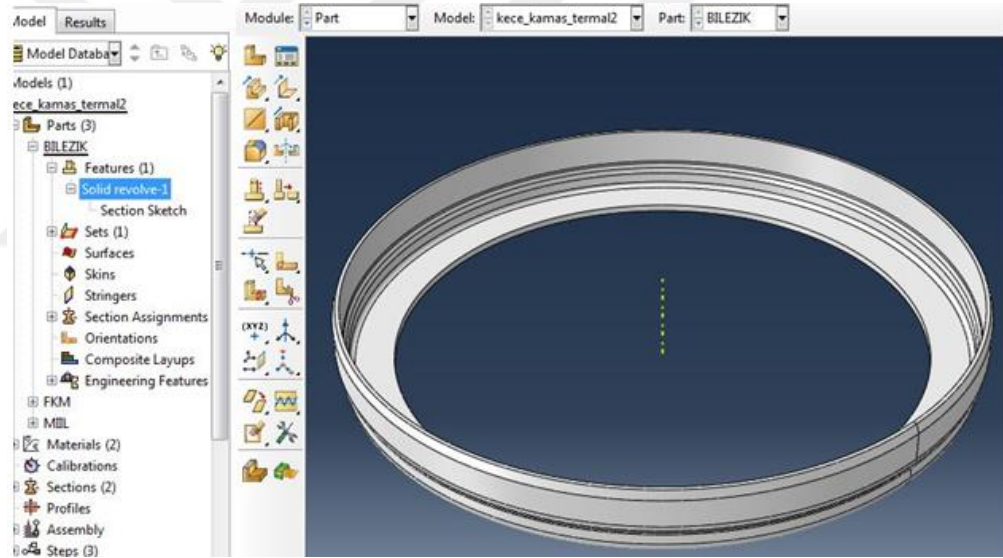 Model Results
Module: Part Model: kece_kamas_termal2 Part: BILEZIK
Model Databa
Models (1)
kece_kamas_termal2
Parts (3)
BILEZIK
Features (1)
Solid revolve-1
Section Sketch
Sets (1)
Surfaces
Skins
Stringers
Section Assignments
Orientations
Composite Layups
Engineering Features
(XYZ)
FKM
MIIL
Materials (2)
Calibrations
Sections (2)
Profiles
Assembly
Steps (3)